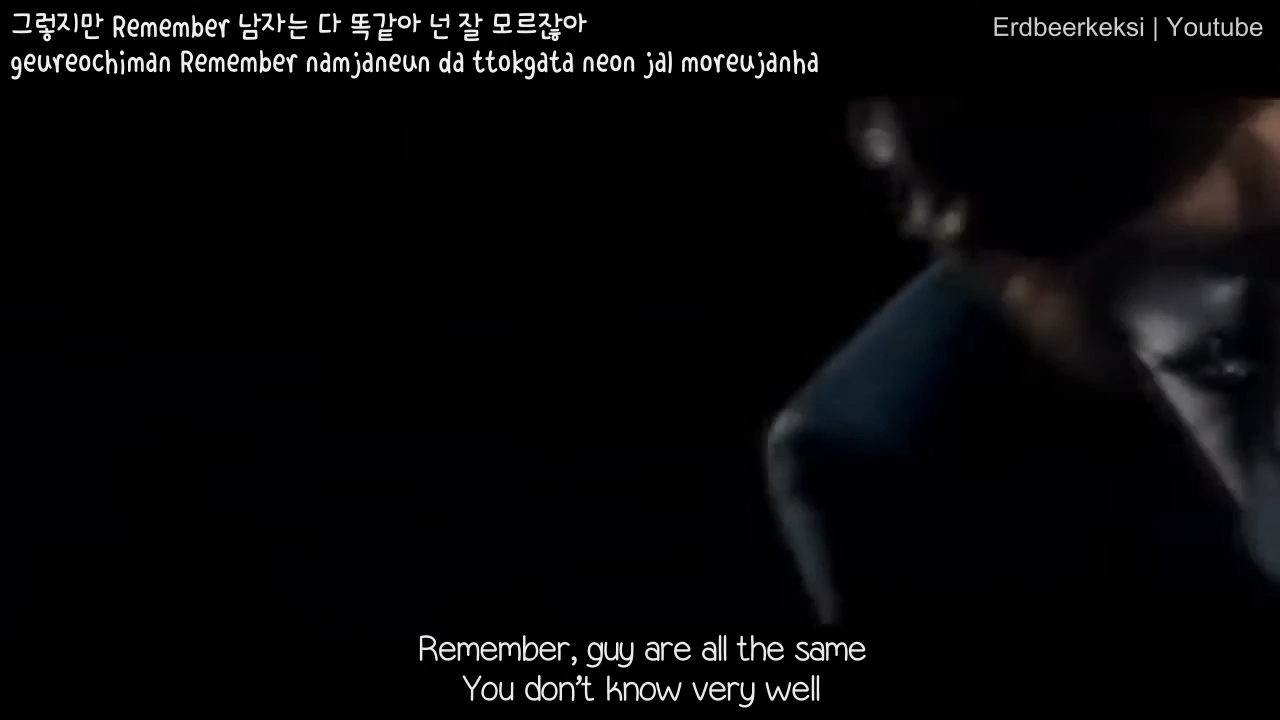 그렇지만 Remember 남자는 다 똑같아 넌 잘 모르잖아
Erdbeerkeksi | Youtube
geureochiman Remember namjaneun da ttokgata neon jal moreujanha
Remember, guy are all the same
You don't know very well